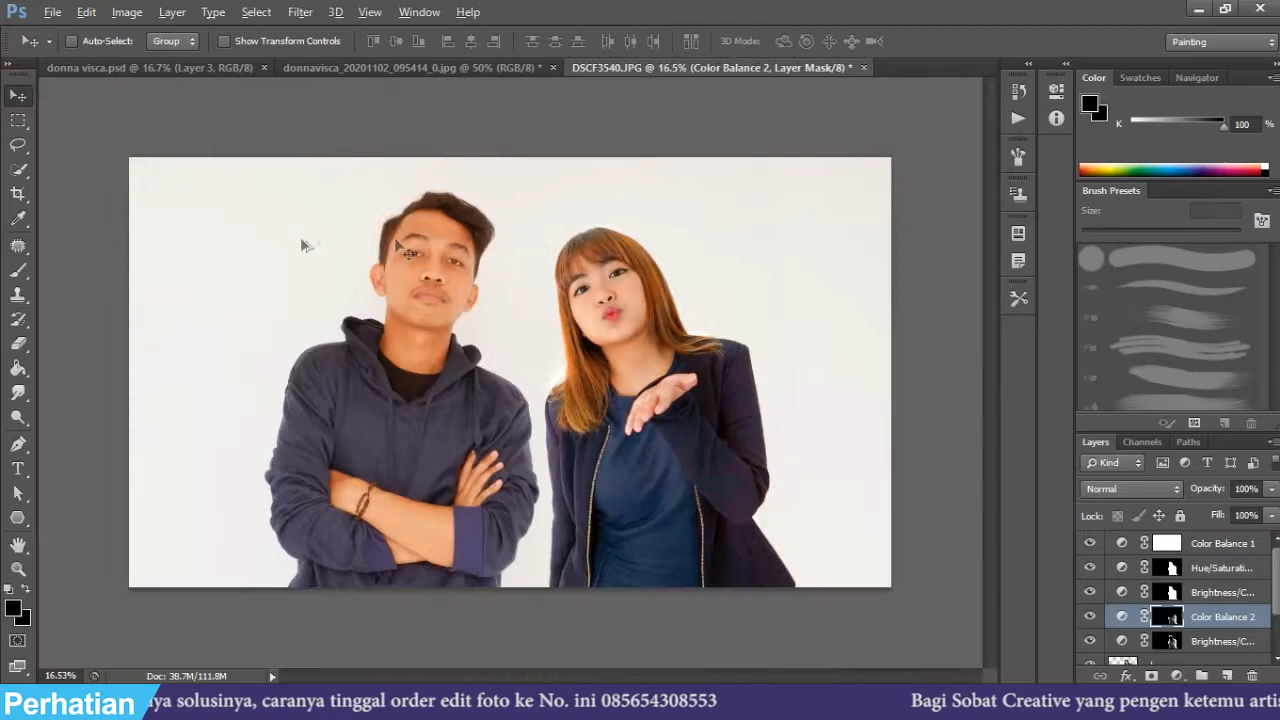 Ps File Edit Image Layer Type Select Filter 3D View Window Help
Auto-Select: Group Show Transform Controls 3D Mode: Painting
donna visca.psd @ 16.7% (Layer 3, RGB/8) × donnavisca_20201102_095414_0.jpg @ 50% (RGB/8) * × DSCF3540.JPG @ 16.5% (Color Balance 2, Layer Mask/8) * ×
Color Swatches Navigator
K 100 %
Brush Presets
Size:
Layers Channels Paths
Kind
Normal Opacity: 100%
Lock: Fill: 100%
Color Balance 1
Hue/Saturati...
Brightness/C...
Color Balance 2
Brightness/C...
16.53% Doc: 38.7M/111.8M
Perhatian aya solusinya, caranya tinggal order edit foto ke No. ini 085654308553 Bagi Sobat Creative yang pengen ketemu artis